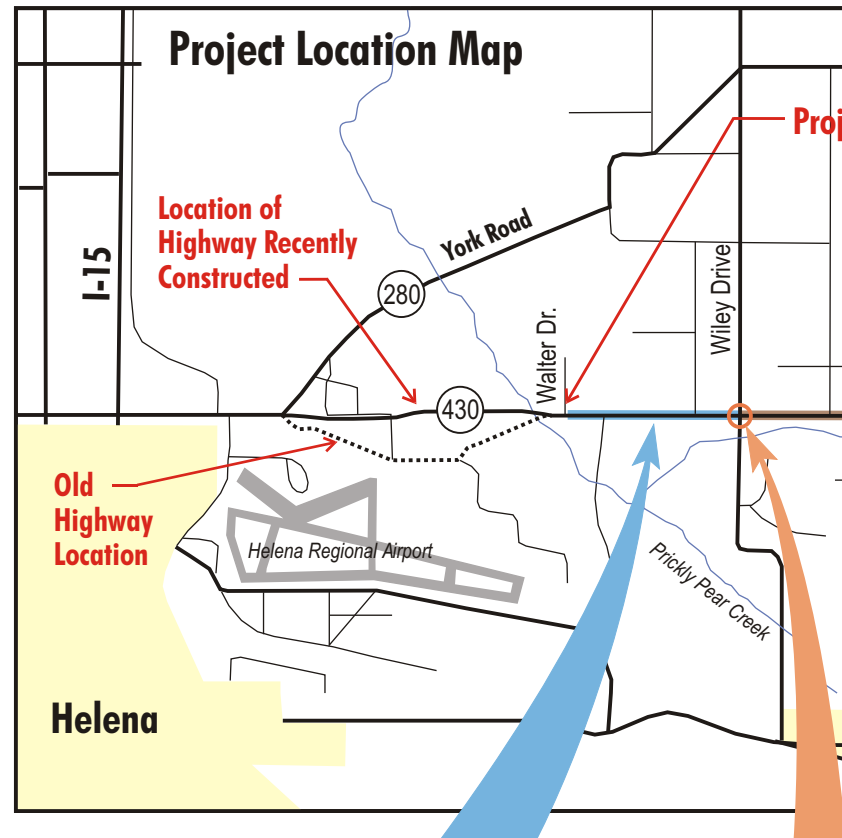 Project Location Map
Proj
Location of
Highway Recently
Constructed
York Road
I-15
280
Wiley Drive
Walter Dr.
430
Old
Highway
Location
Helena Regional Airport
Prickly Pear Creek
Helena